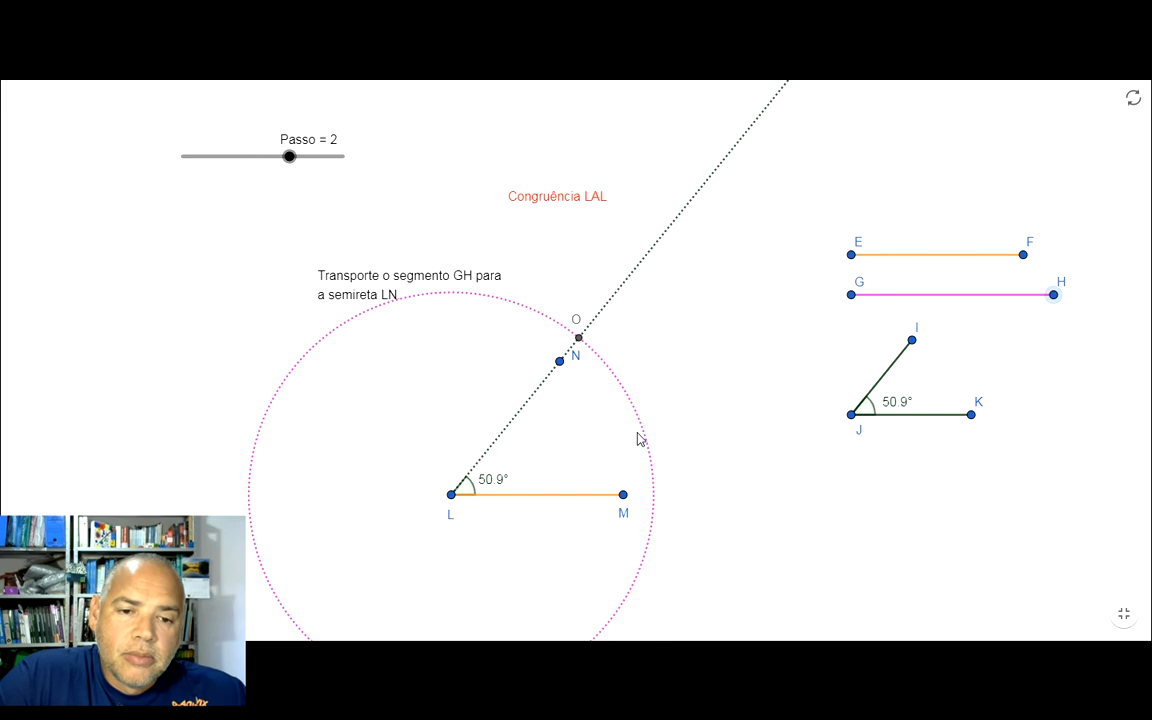 Passo = 2
Congruência LAL
E
F
Transporte o segmento GH para
a semireta LN
G
H
O
I
N
50.9°
K
J
50.9°
L
M